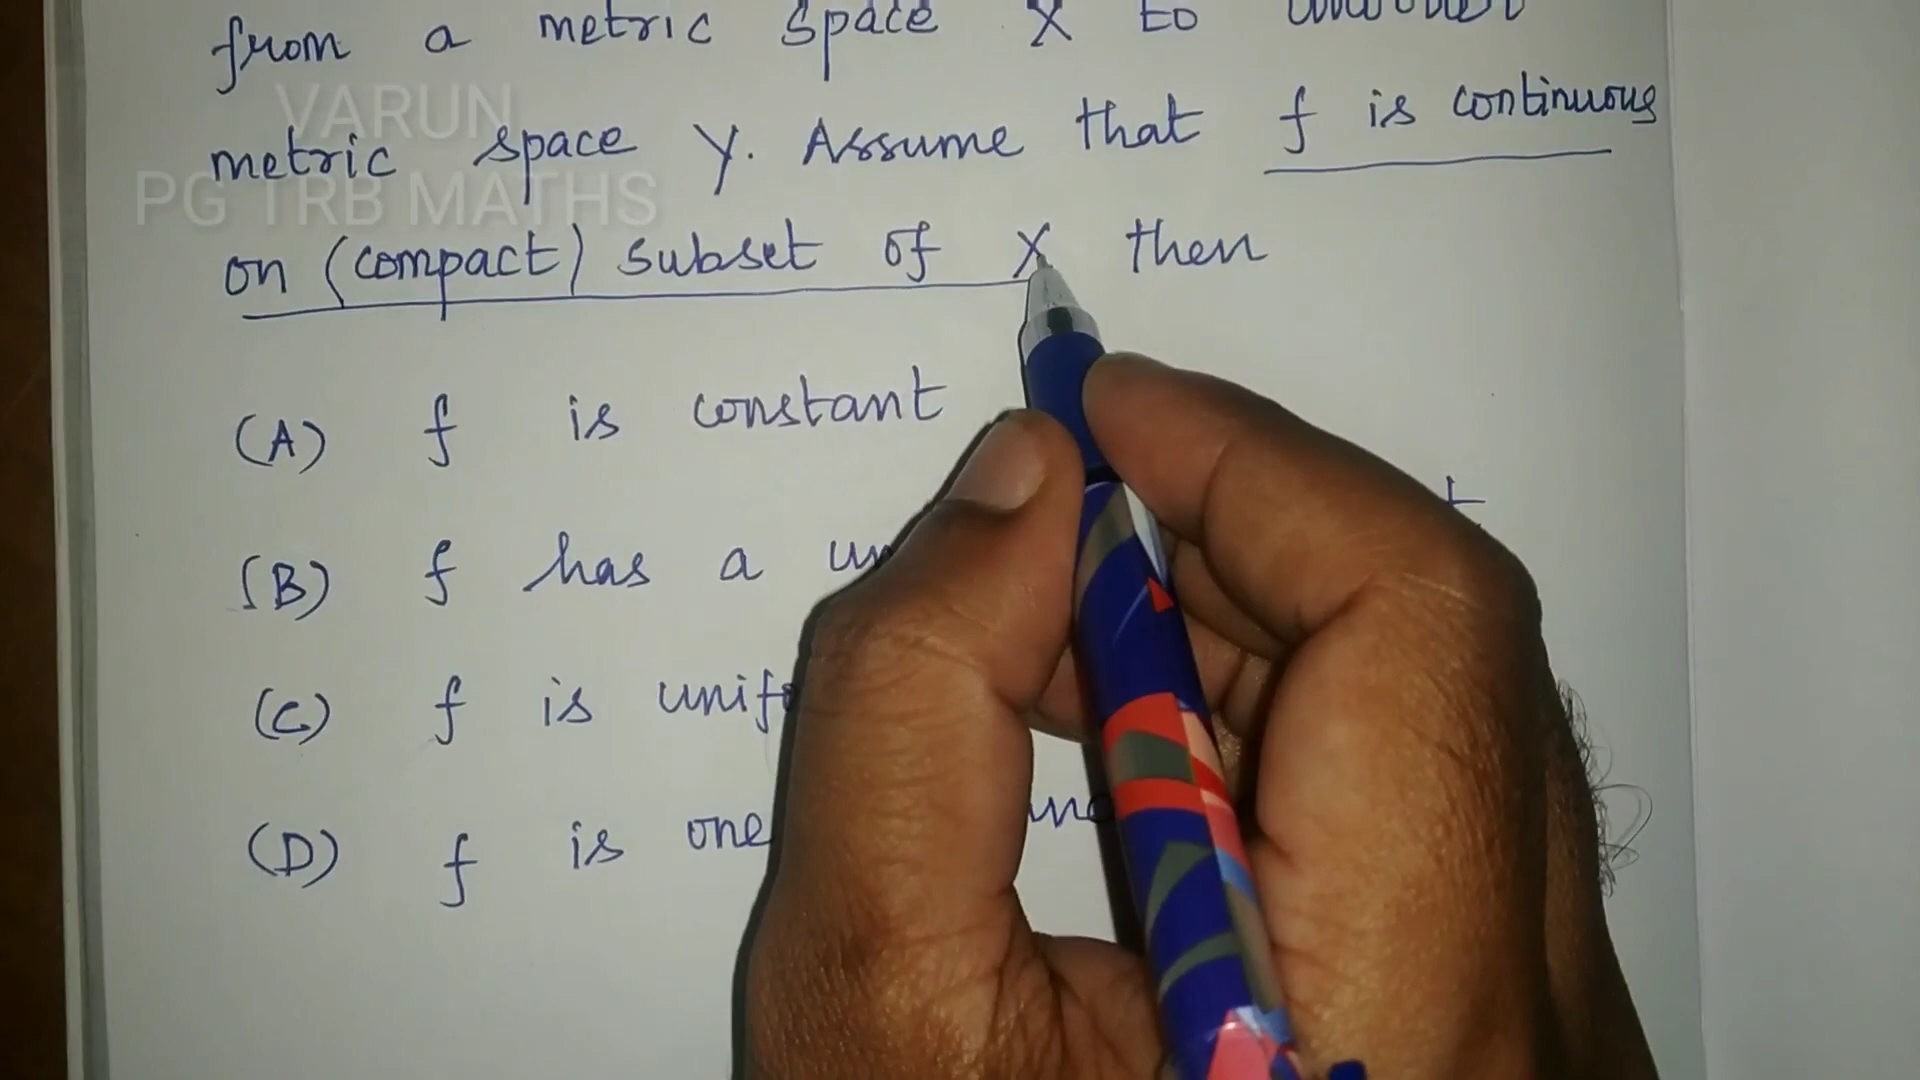 from a metric space X to another
metric space Y. Assume that f is continuous
on (compact) subset of X then
(A) f is constant
(B) f has a
(C) f is
(D) f is one
VARUN
PG TRB MATHS